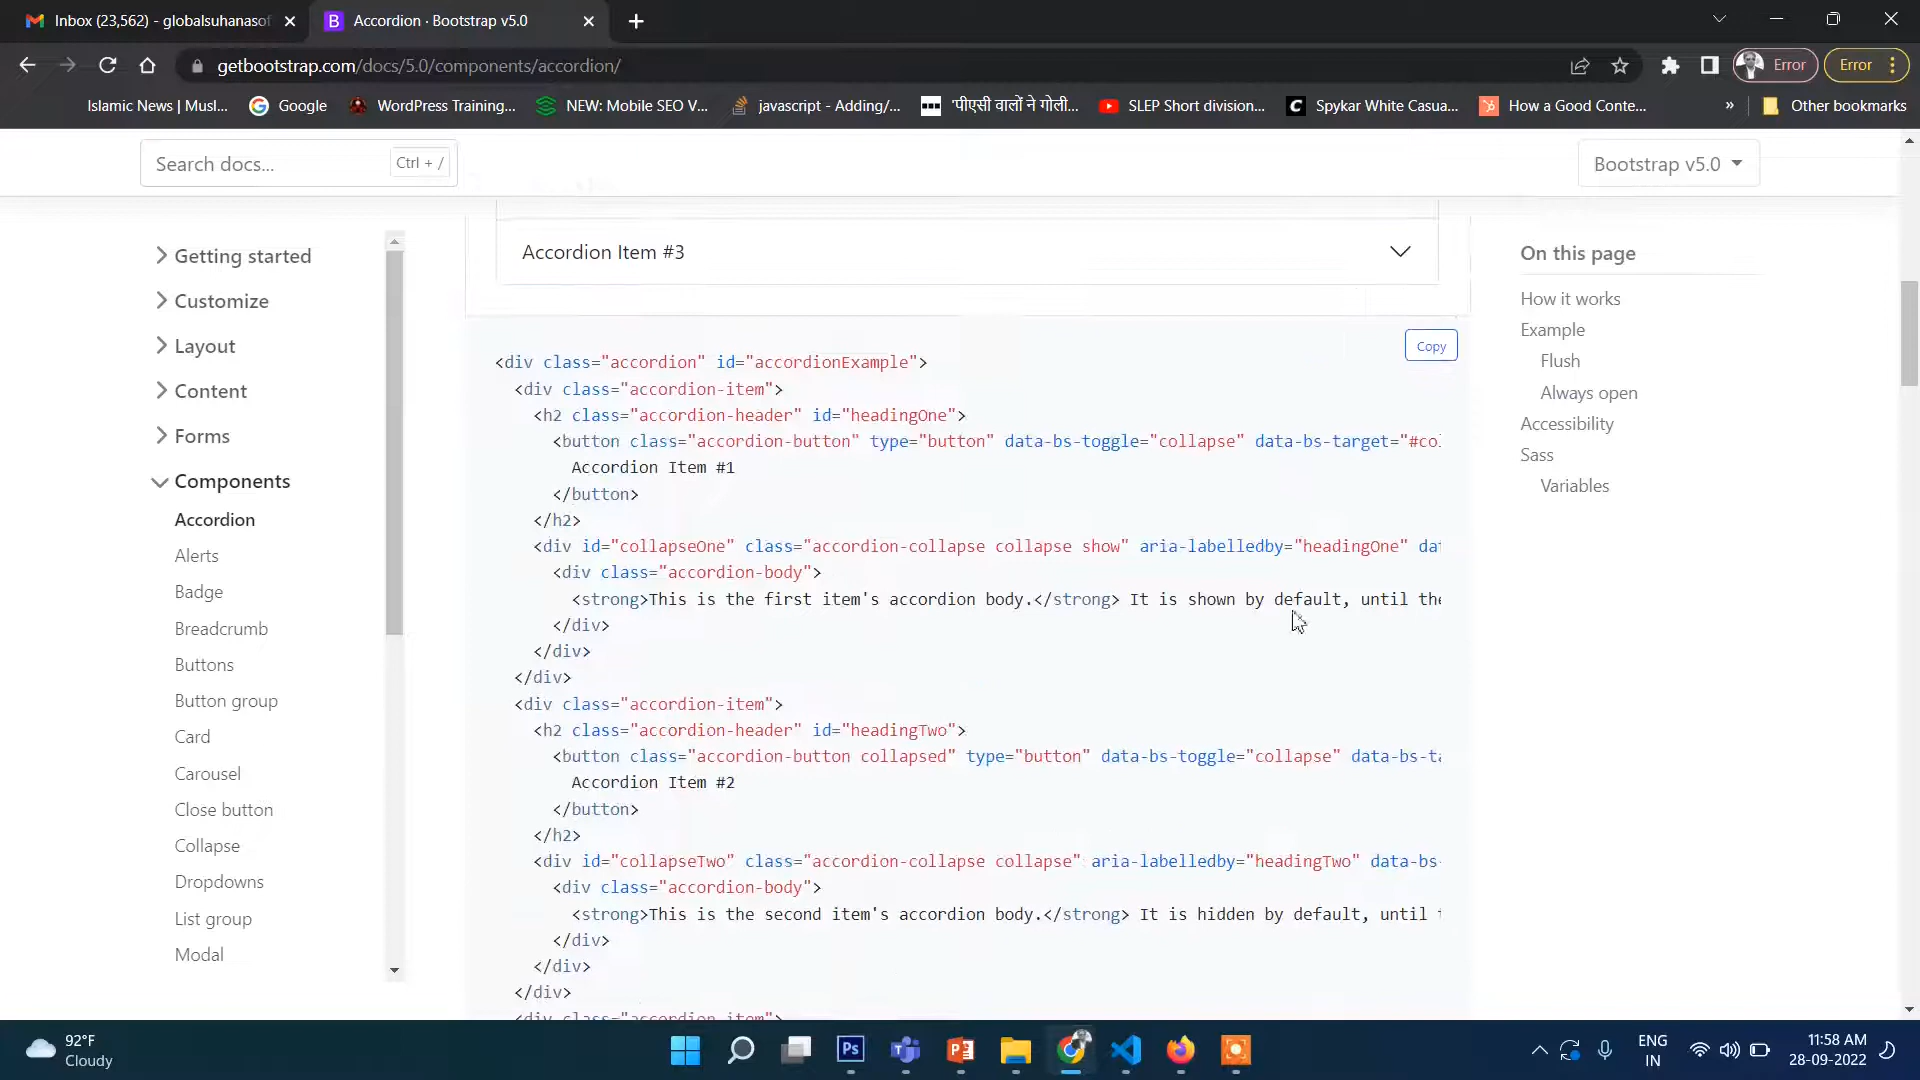 Inbox (23,562) - globalsuhanasof
Accordion · Bootstrap v5.0
getbootstrap.com/docs/5.0/components/accordion/
Error
Error
Islamic News | Musl...
Google
WordPress Training...
NEW: Mobile SEO V...
javascript - Adding/...
'पीएसी वालों ने गोली...
SLEP Short division...
Spykar White Casua...
How a Good Conte...
»
Other bookmarks
Search docs...
Ctrl + /
Bootstrap v5.0
Getting started
Customize
Layout
Content
Forms
Components
Accordion
Alerts
Badge
Breadcrumb
Buttons
Button group
Card
Carousel
Close button
Collapse
Dropdowns
List group
Modal
Accordion Item #3
Copy
<div class="accordion" id="accordionExample">
<div class="accordion-item">
<h2 class="accordion-header" id="headingOne">
<button class="accordion-button" type="button" data-bs-toggle="collapse" data-bs-target="#col
Accordion Item #1
</button>
</h2>
<div id="collapseOne" class="accordion-collapse collapse show" aria-labelledby="headingOne" dat
<div class="accordion-body">
<strong>This is the first item's accordion body.</strong> It is shown by default, until the
</div>
</div>
</div>
<div class="accordion-item">
<h2 class="accordion-header" id="headingTwo">
<button class="accordion-button collapsed" type="button" data-bs-toggle="collapse" data-bs-ta
Accordion Item #2
</button>
</h2>
<div id="collapseTwo" class="accordion-collapse collapse" aria-labelledby="headingTwo" data-bs-
<div class="accordion-body">
<strong>This is the second item's accordion body.</strong> It is hidden by default, until t
</div>
</div>
</div>
<div class="accordion-item">
On this page
How it works
Example
Flush
Always open
Accessibility
Sass
Variables
92°F
Cloudy
Ps
ENG
IN
11:58 AM
28-09-2022